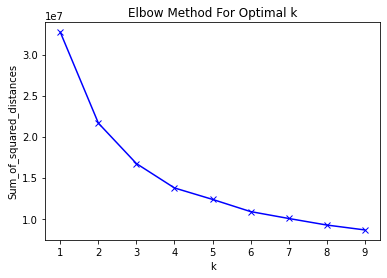 Elbow Method For Optimal k
1e7
3.0
2.5
2.0
1.5
1.0
Sum_of_squared_distances
1 2 3 4 5 6 7 8 9
k